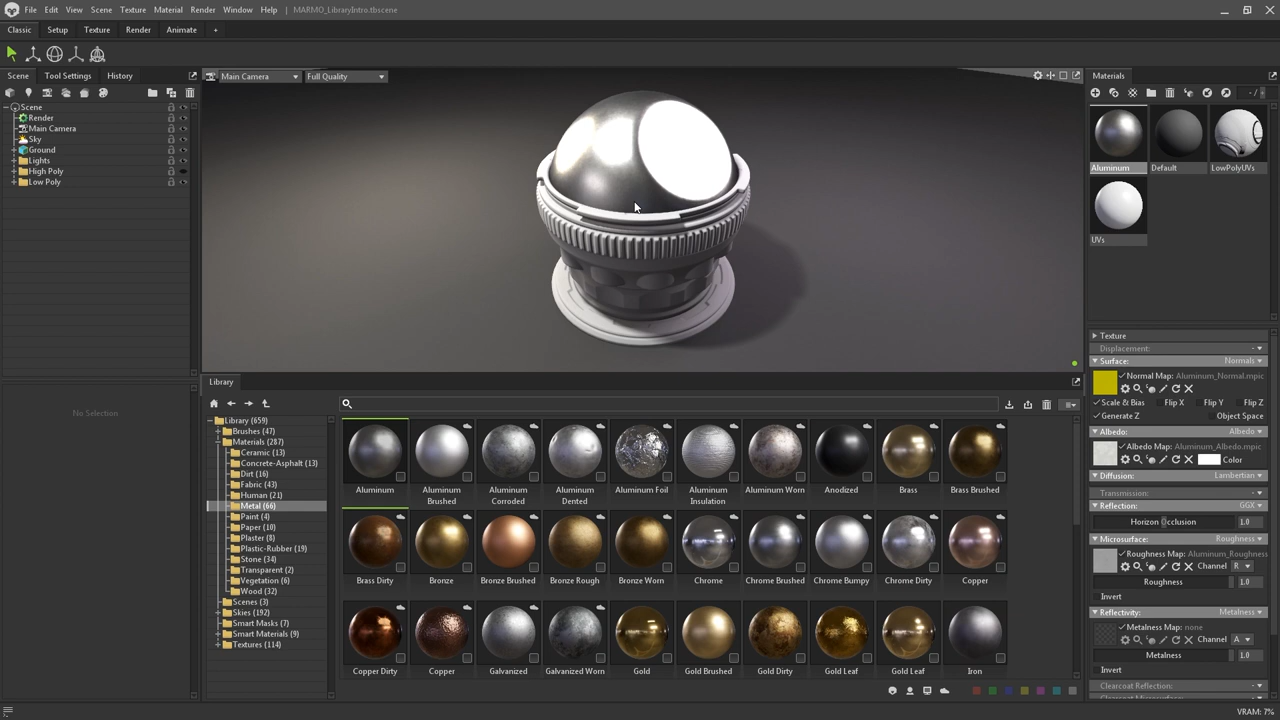 File Edit View Scene Texture Material Render Window Help | MARMO_LibraryIntro.tbscene
Classic Setup Texture Render Animate +
Scene Tool Settings History
Main Camera Full Quality
Materials
Scene
Render
Main Camera
Sky
Ground
Lights
High Poly
Low Poly
No Selection
Aluminum Default LowPolyUVs
UVs
Texture
Displacement:
Surface: Normals
Normal Map: Aluminum_Normal.mpic
Scale & Bias Flip X Flip Y Flip Z
Generate Z Object Space
Albedo: Albedo
Albedo Map: Aluminum_Albedo.mpic
Color
Diffusion: Lambertian
Transmission:
Reflection: GGX
Horizon Occlusion 1.0
Microsurface: Roughness
Roughness Map: Aluminum_Roughness
Channel R
Roughness 1.0
Invert
Reflectivity: Metalness
Metalness Map: none
Channel A
Metalness 1.0
Invert
Clearcoat Reflection:
Clearcoat Microsurface:
Library
Library (659)
Brushes (47)
Materials (287)
Ceramic (13)
Concrete-Asphalt (13)
Dirt (16)
Fabric (43)
Human (21)
Metal (66)
Paint (4)
Paper (10)
Plaster (8)
Plastic-Rubber (19)
Stone (34)
Transparent (2)
Vegetation (6)
Wood (32)
Scenes (3)
Skies (192)
Smart Masks (7)
Smart Materials (9)
Textures (114)
Aluminum Aluminum Brushed Aluminum Corroded Aluminum Dented Aluminum Foil Aluminum Insulation Aluminum Worn Anodized Brass Brass Brushed
Brass Dirty Bronze Bronze Brushed Bronze Rough Bronze Worn Chrome Chrome Brushed Chrome Bumpy Chrome Dirty Copper
Copper Dirty Copper Galvanized Galvanized Worn Gold Gold Brushed Gold Dirty Gold Leaf Gold Leaf Iron
VRAM: 7%